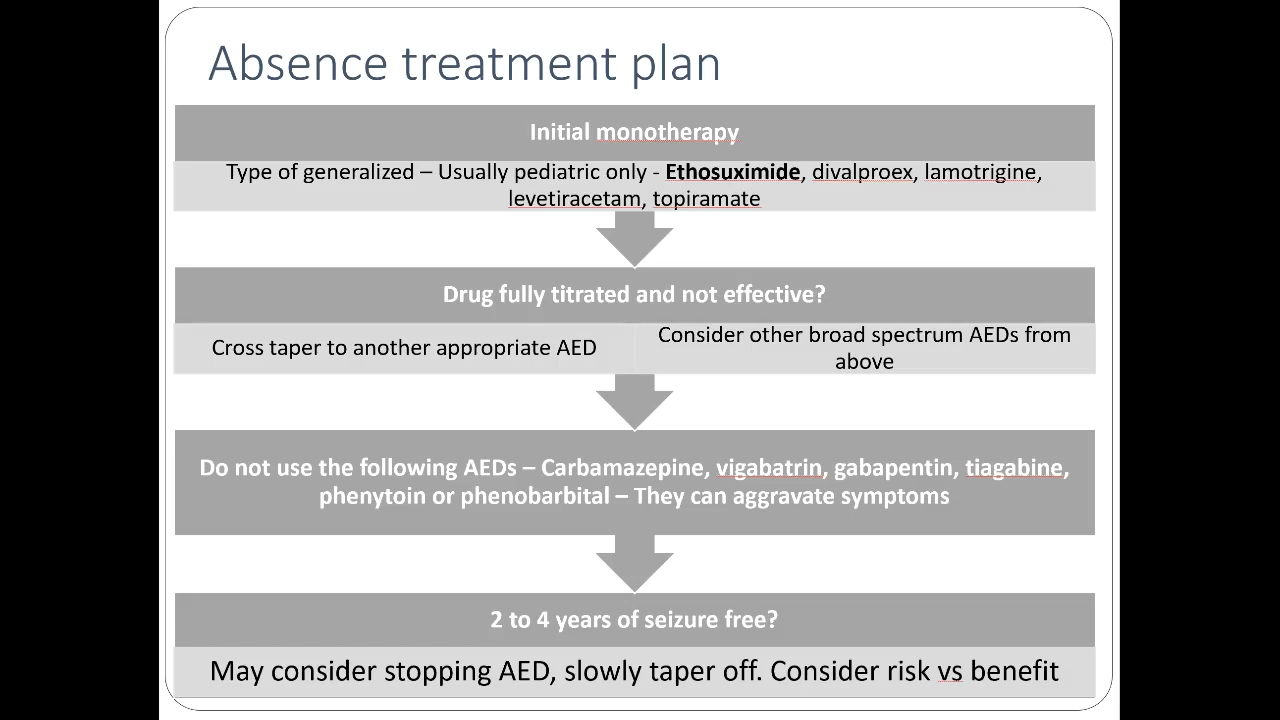 Absence treatment plan
Initial monotherapy
Type of generalized – Usually pediatric only - Ethosuximide, divalproex, lamotrigine,
levetiracetam, topiramate
Drug fully titrated and not effective?
Cross taper to another appropriate AED
Consider other broad spectrum AEDs from
above
Do not use the following AEDs – Carbamazepine, vigabatrin, gabapentin, tiagabine,
phenytoin or phenobarbital – They can aggravate symptoms
2 to 4 years of seizure free?
May consider stopping AED, slowly taper off. Consider risk vs benefit